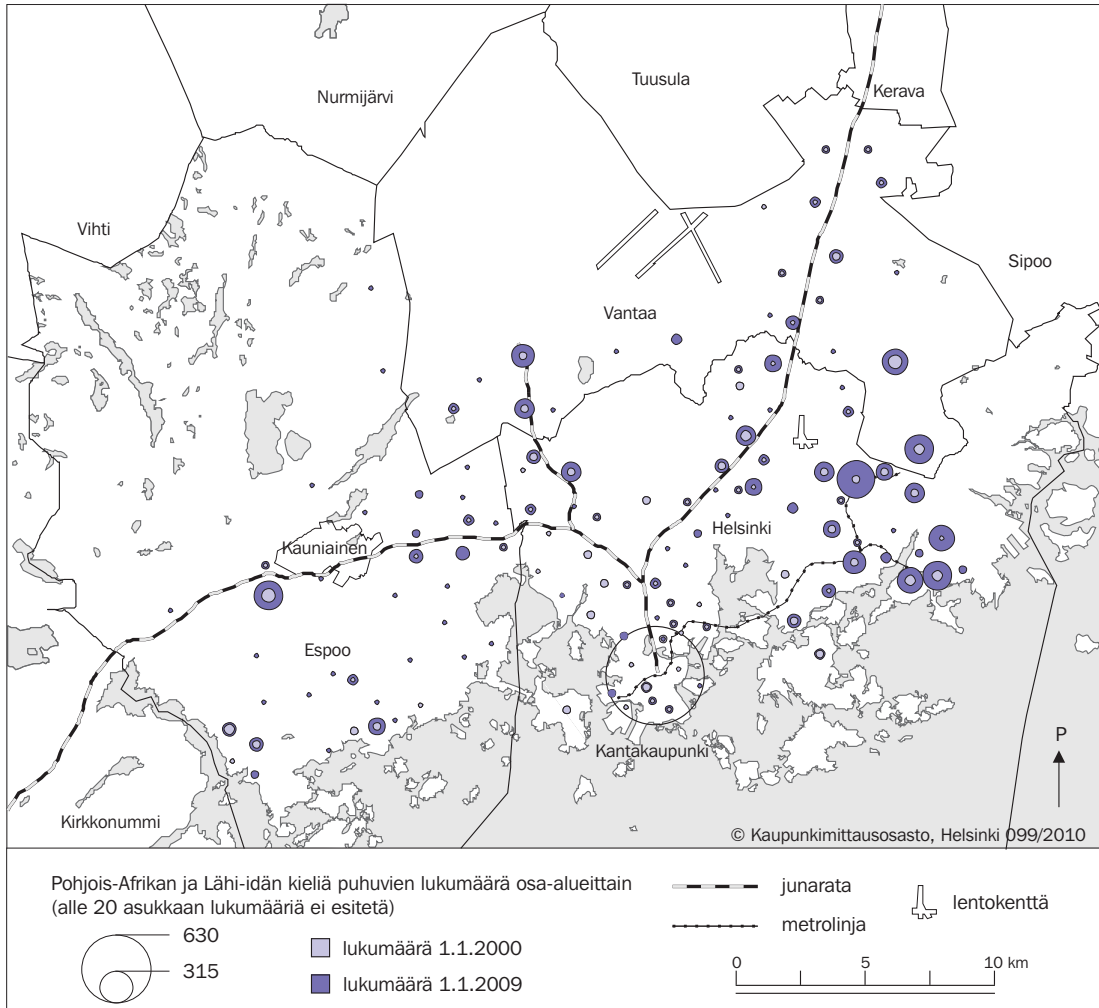 Tuusula
Kerava
Nurmijärvi
Vihti
Sipoo
Vantaa
Helsinki
Kauniainen
Espoo
Kantakaupunki
P
Kirkkonummi
© Kaupunkimittausosasto, Helsinki 099/2010
Pohjois-Afrikan ja Lähi-idän kieliä puhuvien lukumäärä osa-alueittain
(alle 20 asukkaan lukumääriä ei esitetä)
630
315
lukumäärä 1.1.2000
lukumäärä 1.1.2009
junarata
metrolinja
lentokenttä
0 5 10 km